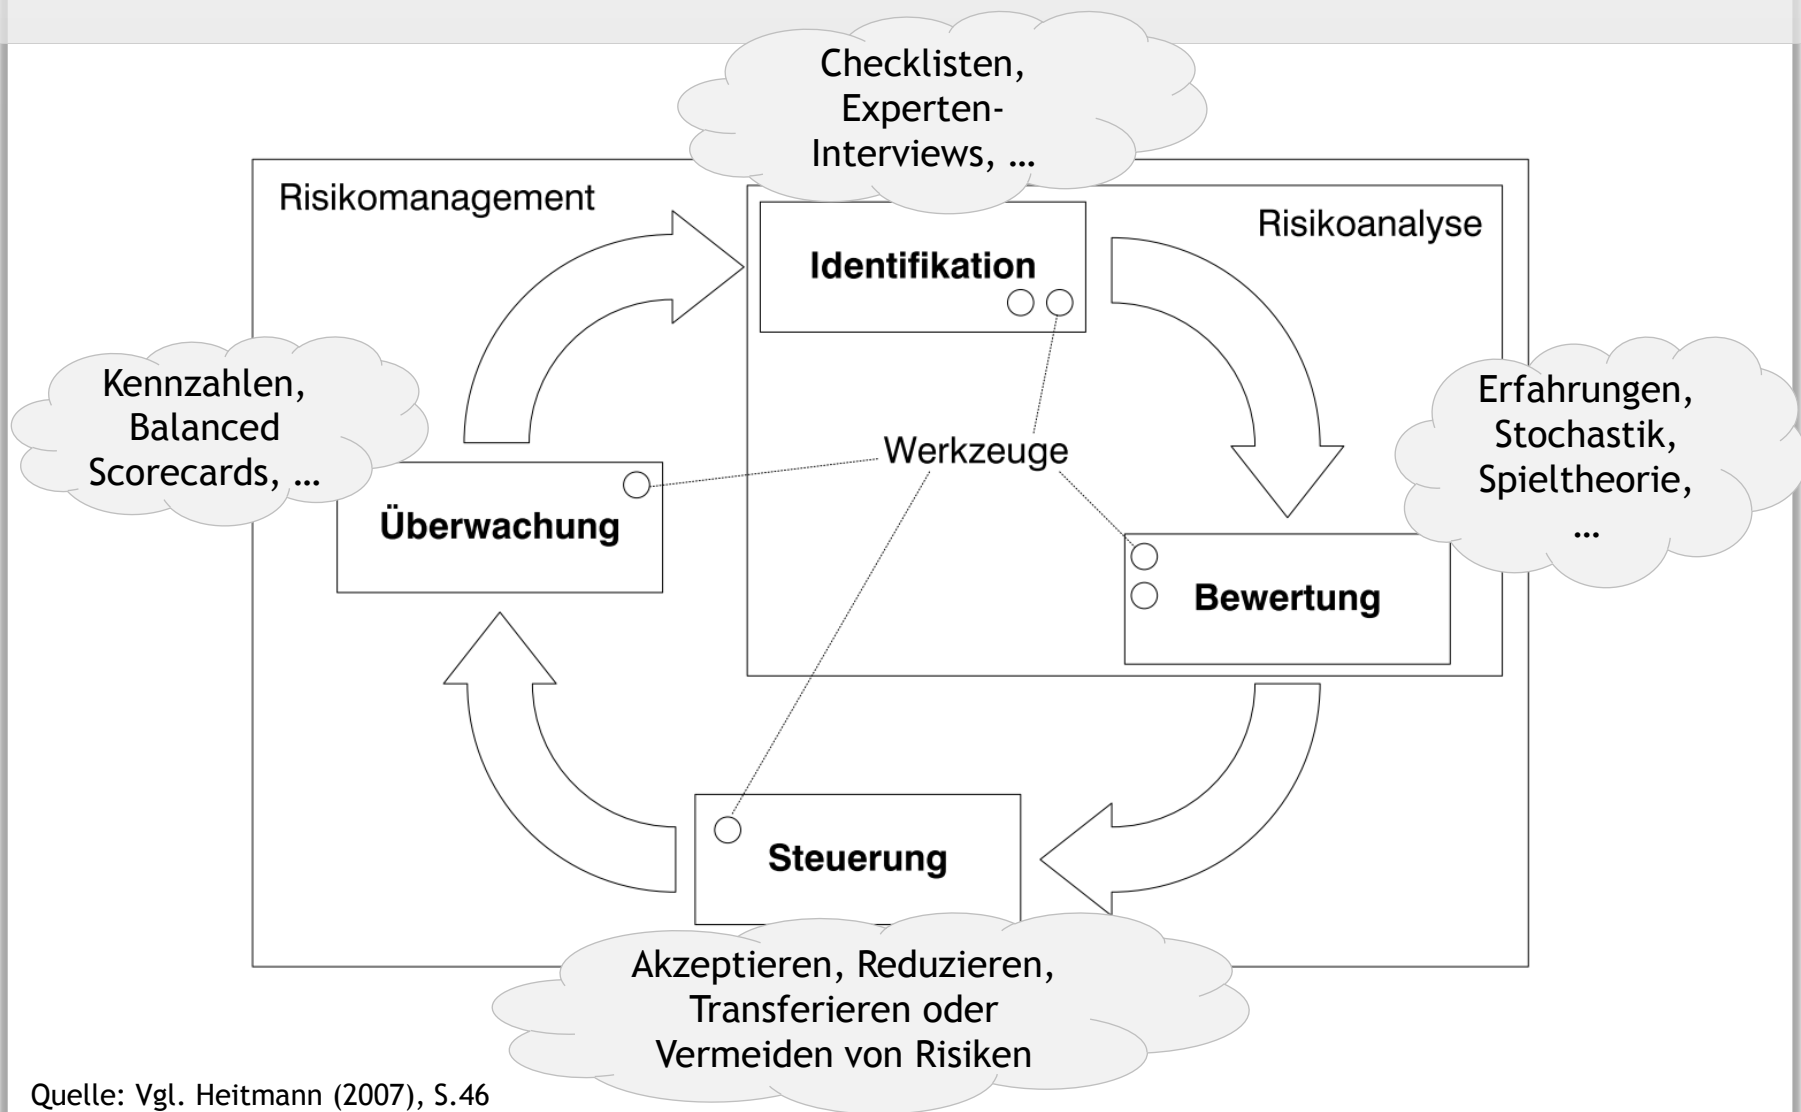 Checklisten,
Experten-
Interviews, …
Risikomanagement
Risikoanalyse
Identifikation
Kennzahlen,
Balanced
Scorecards, …
Erfahrungen,
Stochastik,
Spieltheorie,
…
Werkzeuge
Überwachung
Bewertung
Steuerung
Akzeptieren, Reduzieren,
Transferieren oder
Vermeiden von Risiken
Quelle: Vgl. Heitmann (2007), S.46